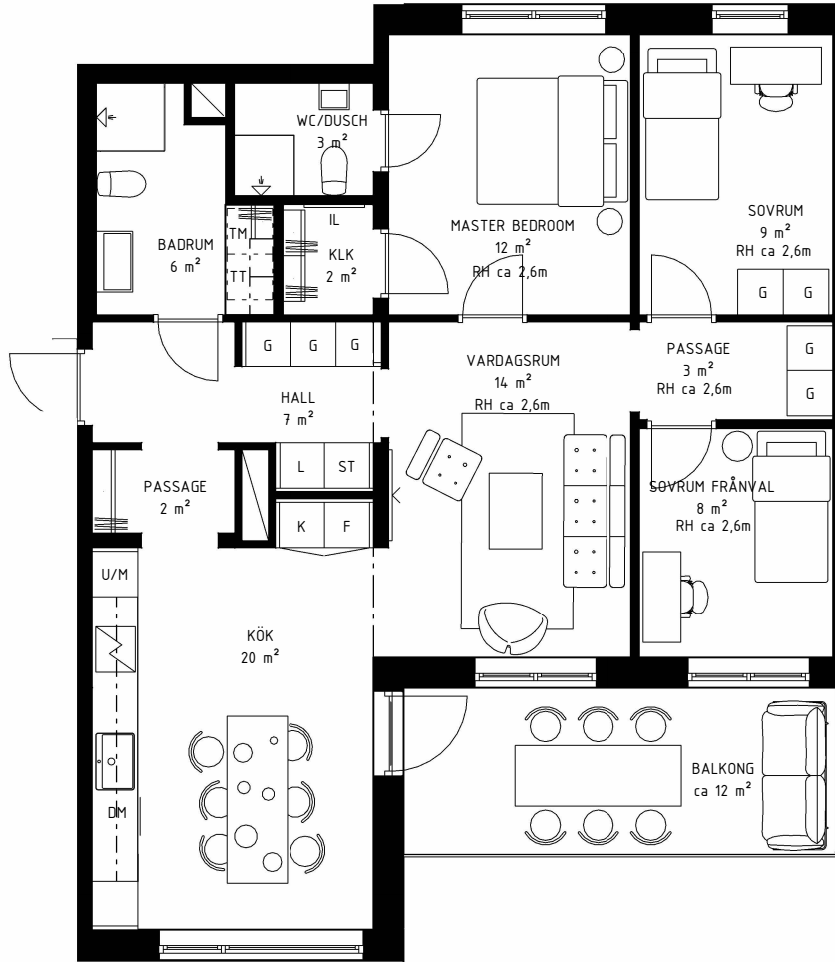 WC/DUSCH
3 m²
BADRUM
6 m²
TM
TT
IL
KLK
2 m²
MASTER BEDROOM
12 m²
RH ca 2,6m
SOVRUM
9 m²
RH ca 2,6m
G
G
G
G
G
HALL
7 m²
VARDAGSRUM
14 m²
RH ca 2,6m
PASSAGE
3 m²
RH ca 2,6m
G
G
PASSAGE
2 m²
L
ST
K
F
SOVRUM FRÅNVAL
8 m²
RH ca 2,6m
U/M
KÖK
20 m²
DM
BALKONG
ca 12 m²